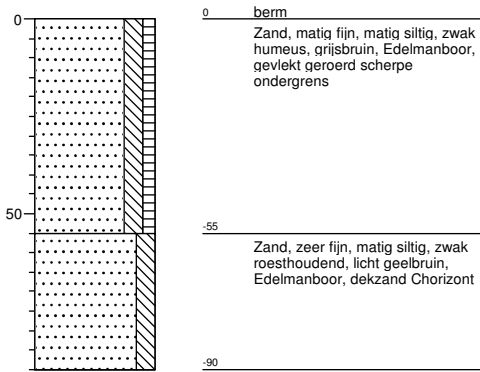 0
50
0
berm
Zand, matig fijn, matig siltig, zwak
humeus, grijsbruin, Edelmanboor,
gevlekt geroerd scherpe
ondergrens
-55
Zand, zeer fijn, matig siltig, zwak
roesthoudend, licht geelbruin,
Edelmanboor, dekzand Chorizont
-90